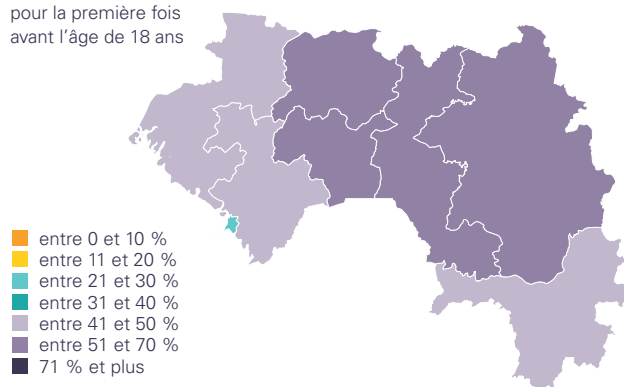 pour la première fois
avant l'âge de 18 ans
entre 0 et 10 %
entre 11 et 20 %
entre 21 et 30 %
entre 31 et 40 %
entre 41 et 50 %
entre 51 et 70 %
71 % et plus